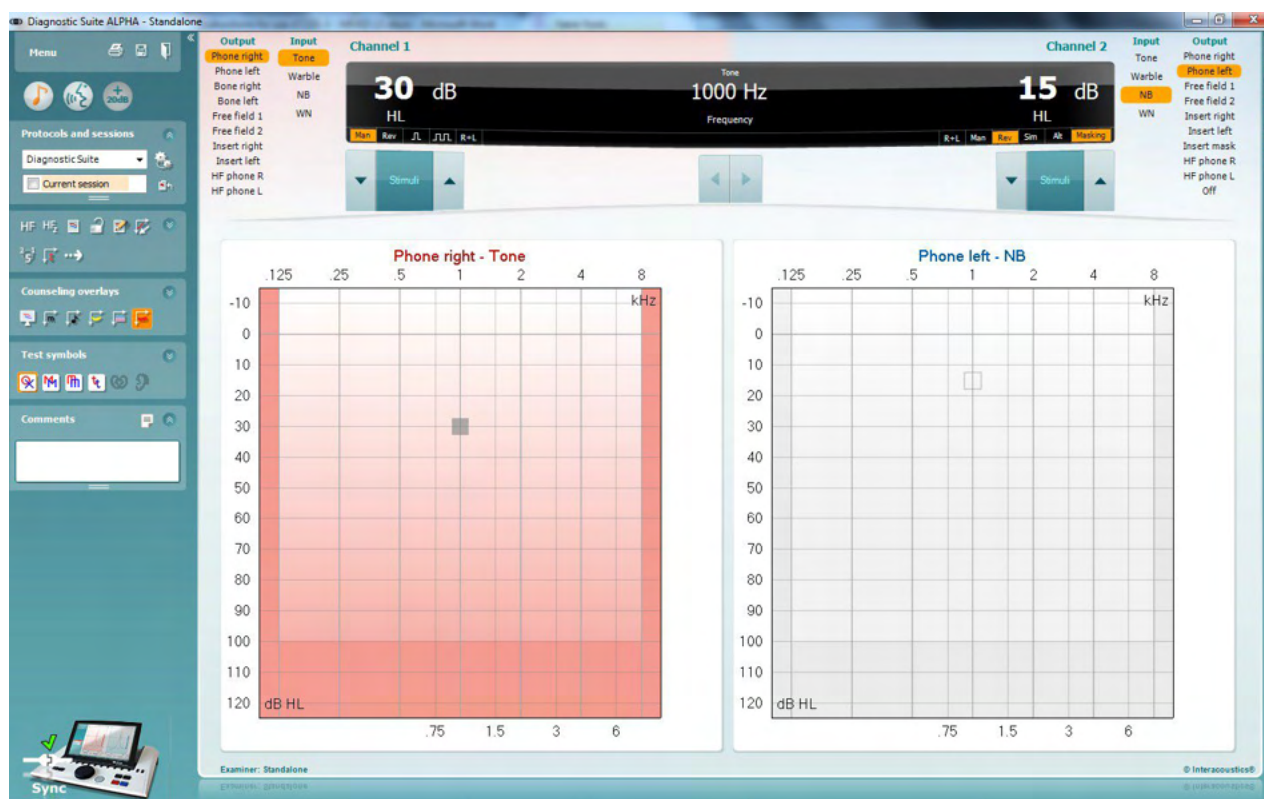 Diagnostic Suite ALPHA - Standalone
Menu
+20dB
Protocols and sessions
Diagnostic Suite
Current session
HF
Counseling overlays
Test symbols
Comments
Sync
Output
Phone right
Phone left
Bone right
Bone left
Free field 1
Free field 2
Insert right
Insert left
HF phone R
HF phone L
Input
Tone
Warble
NB
WN
Channel 1
30 dB
HL
Man Rev R+L
Tone
1000 Hz
Frequency
Channel 2
15 dB
HL
R+L Man Rev Sim Alt Masking
Stimuli
Stimuli
Input
Tone
Warble
NB
WN
Output
Phone right
Phone left
Free field 1
Free field 2
Insert right
Insert left
Insert mask
HF phone R
HF phone L
Off
Phone right - Tone
.125 .25 .5 1 2 4 8
kHz
-10
0
10
20
30
40
50
60
70
80
90
100
110
120
dB HL
.75 1.5 3 6
Phone left - NB
.125 .25 .5 1 2 4 8
kHz
-10
0
10
20
30
40
50
60
70
80
90
100
110
120
dB HL
.75 1.5 3 6
Examiner: Standalone
© Interacoustics®